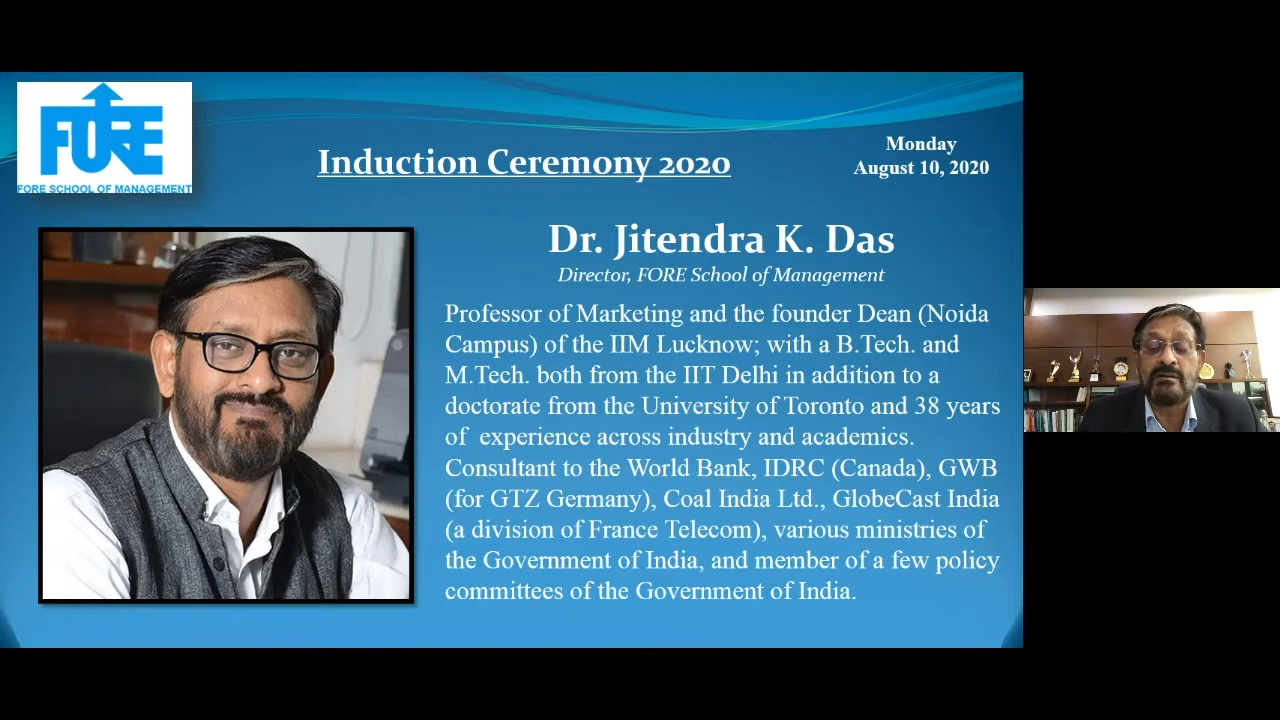 FORE
FORE SCHOOL OF MANAGEMENT
Induction Ceremony 2020
Monday
August 10, 2020
Dr. Jitendra K. Das
Director, FORE School of Management
Professor of Marketing and the founder Dean (Noida
Campus) of the IIM Lucknow; with a B.Tech. and
M.Tech. both from the IIT Delhi in addition to a
doctorate from the University of Toronto and 38 years
of experience across industry and academics.
Consultant to the World Bank, IDRC (Canada), GWB
(for GTZ Germany), Coal India Ltd., GlobeCast India
(a division of France Telecom), various ministries of
the Government of India, and member of a few policy
committees of the Government of India.